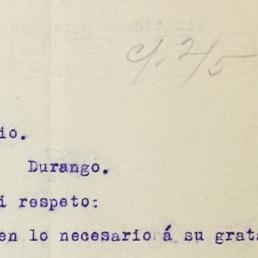 c/. 2/5
io.
Durango.
i respeto:
en lo necesario á su grata